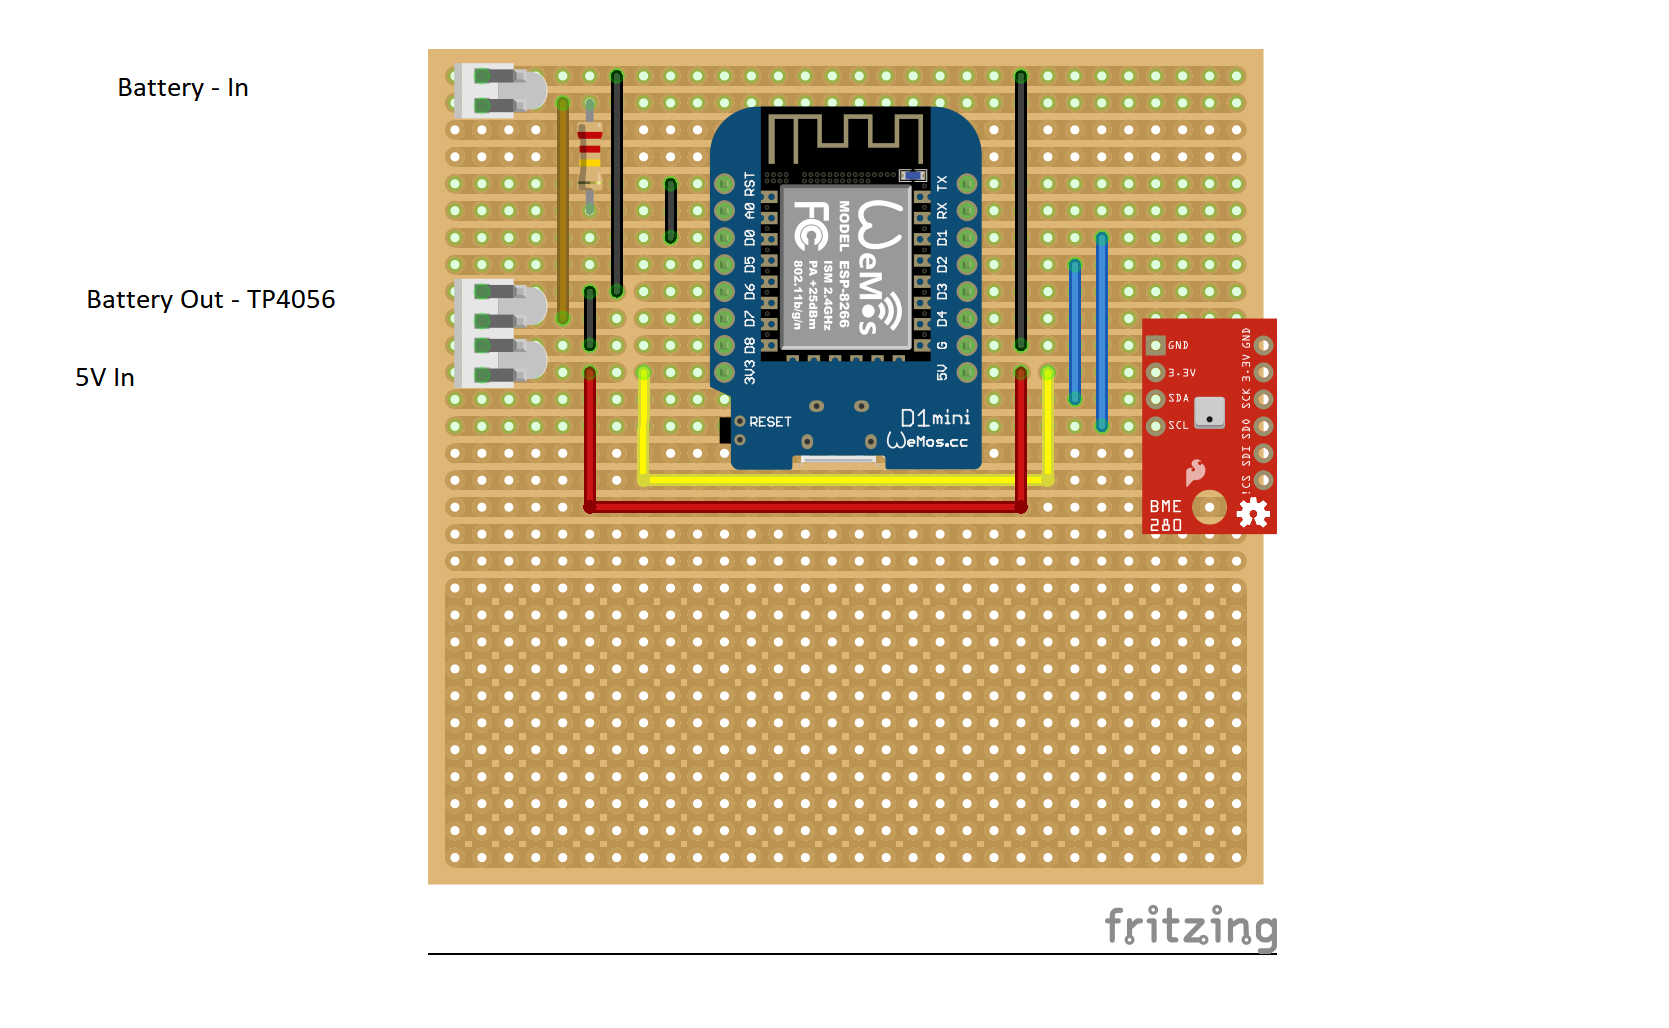 Battery - In
Battery Out - TP4056
5V In
RST
A0
D0
D5
D6
D7
D8
3V3
TX
RX
D1
D2
D3
D4
G
5V
WeMos
MODEL ESP-8266
ISM 2.4GHz
PA +25dBm
802.11b/g/n
FC
RESET
D1mini
WeMos.cc
GND
3.3V
SDA
SCL
GND
3.3V
SCK
SDO
SDI
BME
280
fritzing